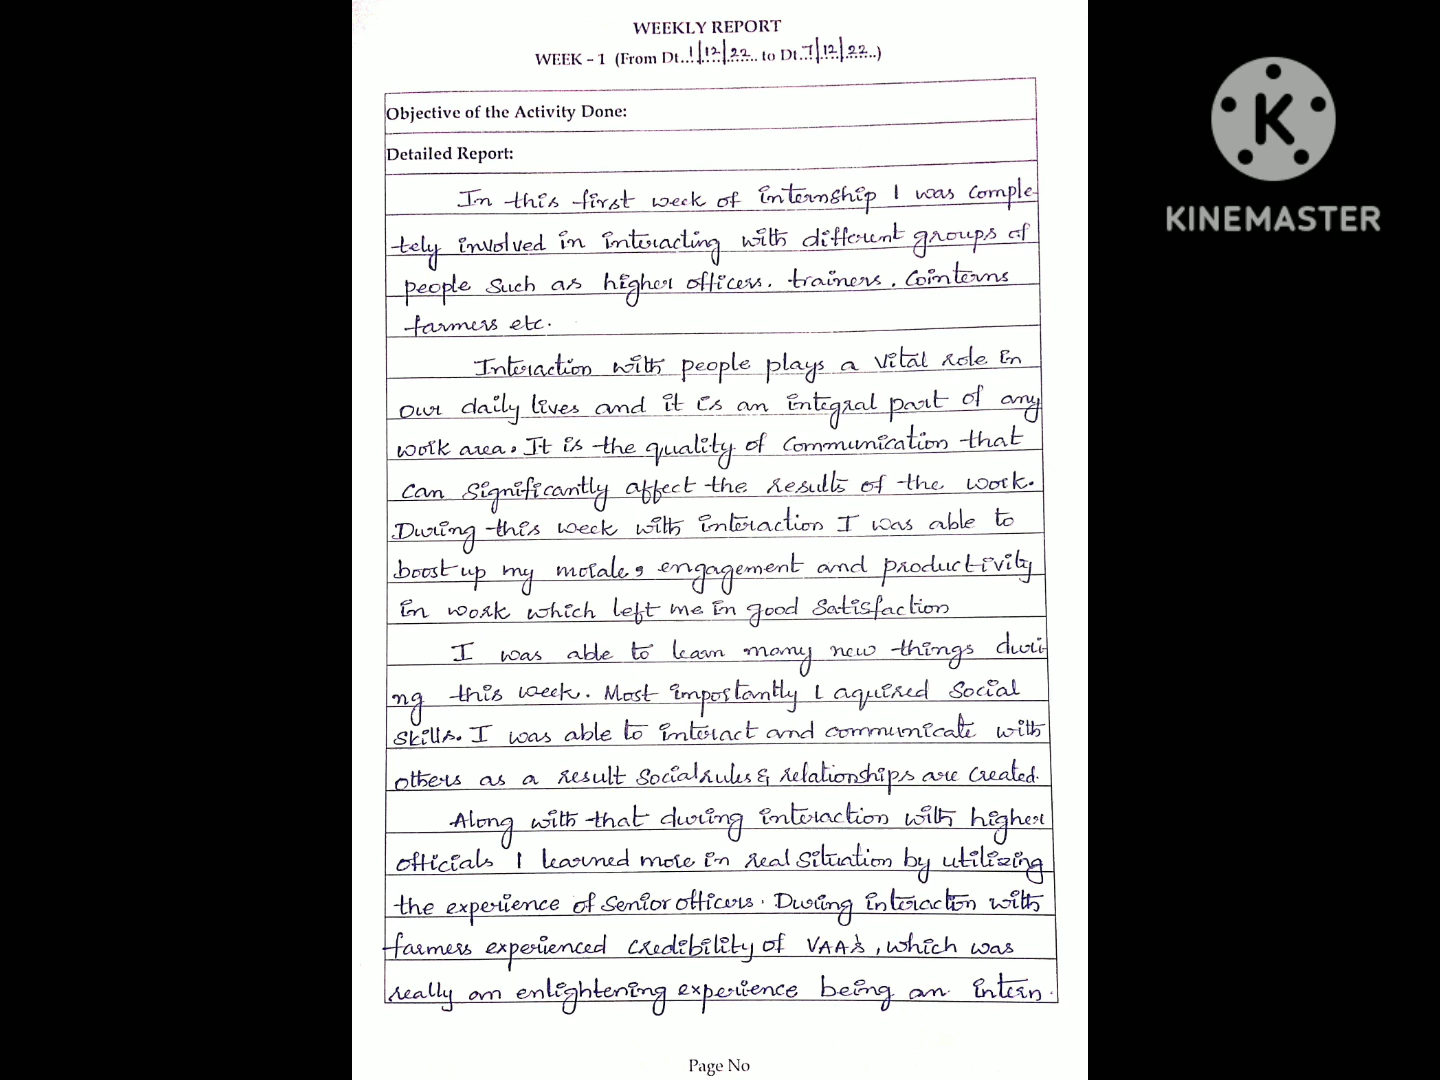 WEEKLY REPORT
WEEK – 1 (From Dt..1/12/22.. to Dt.7/12/22..)
Objective of the Activity Done:
Detailed Report:
In this first week of internship I was comple-
tely involved in interacting with different groups of
people such as higher officers, trainers, cointerns
farmers etc.
Interaction with people plays a vital role in
our daily lives and it is an integral part of any
work area. It is the quality of communication that
can significantly affect the results of the work.
During this week with interaction I was able to
boost up my morale, engagement and productivity
in work which left me in good satisfaction
I was able to learn many new things duri
ng this week. Most importantly I aquired social
skills. I was able to interact and communicate with
others as a result social rules & relationships are created.
Along with that during interaction with higher
officials I learned more in real situation by utilizing
the experience of senior officers. During interaction with
farmers experienced credibility of VAA's, which was
really an enlightening experience being an intern.
Page No
K
KINEMASTER